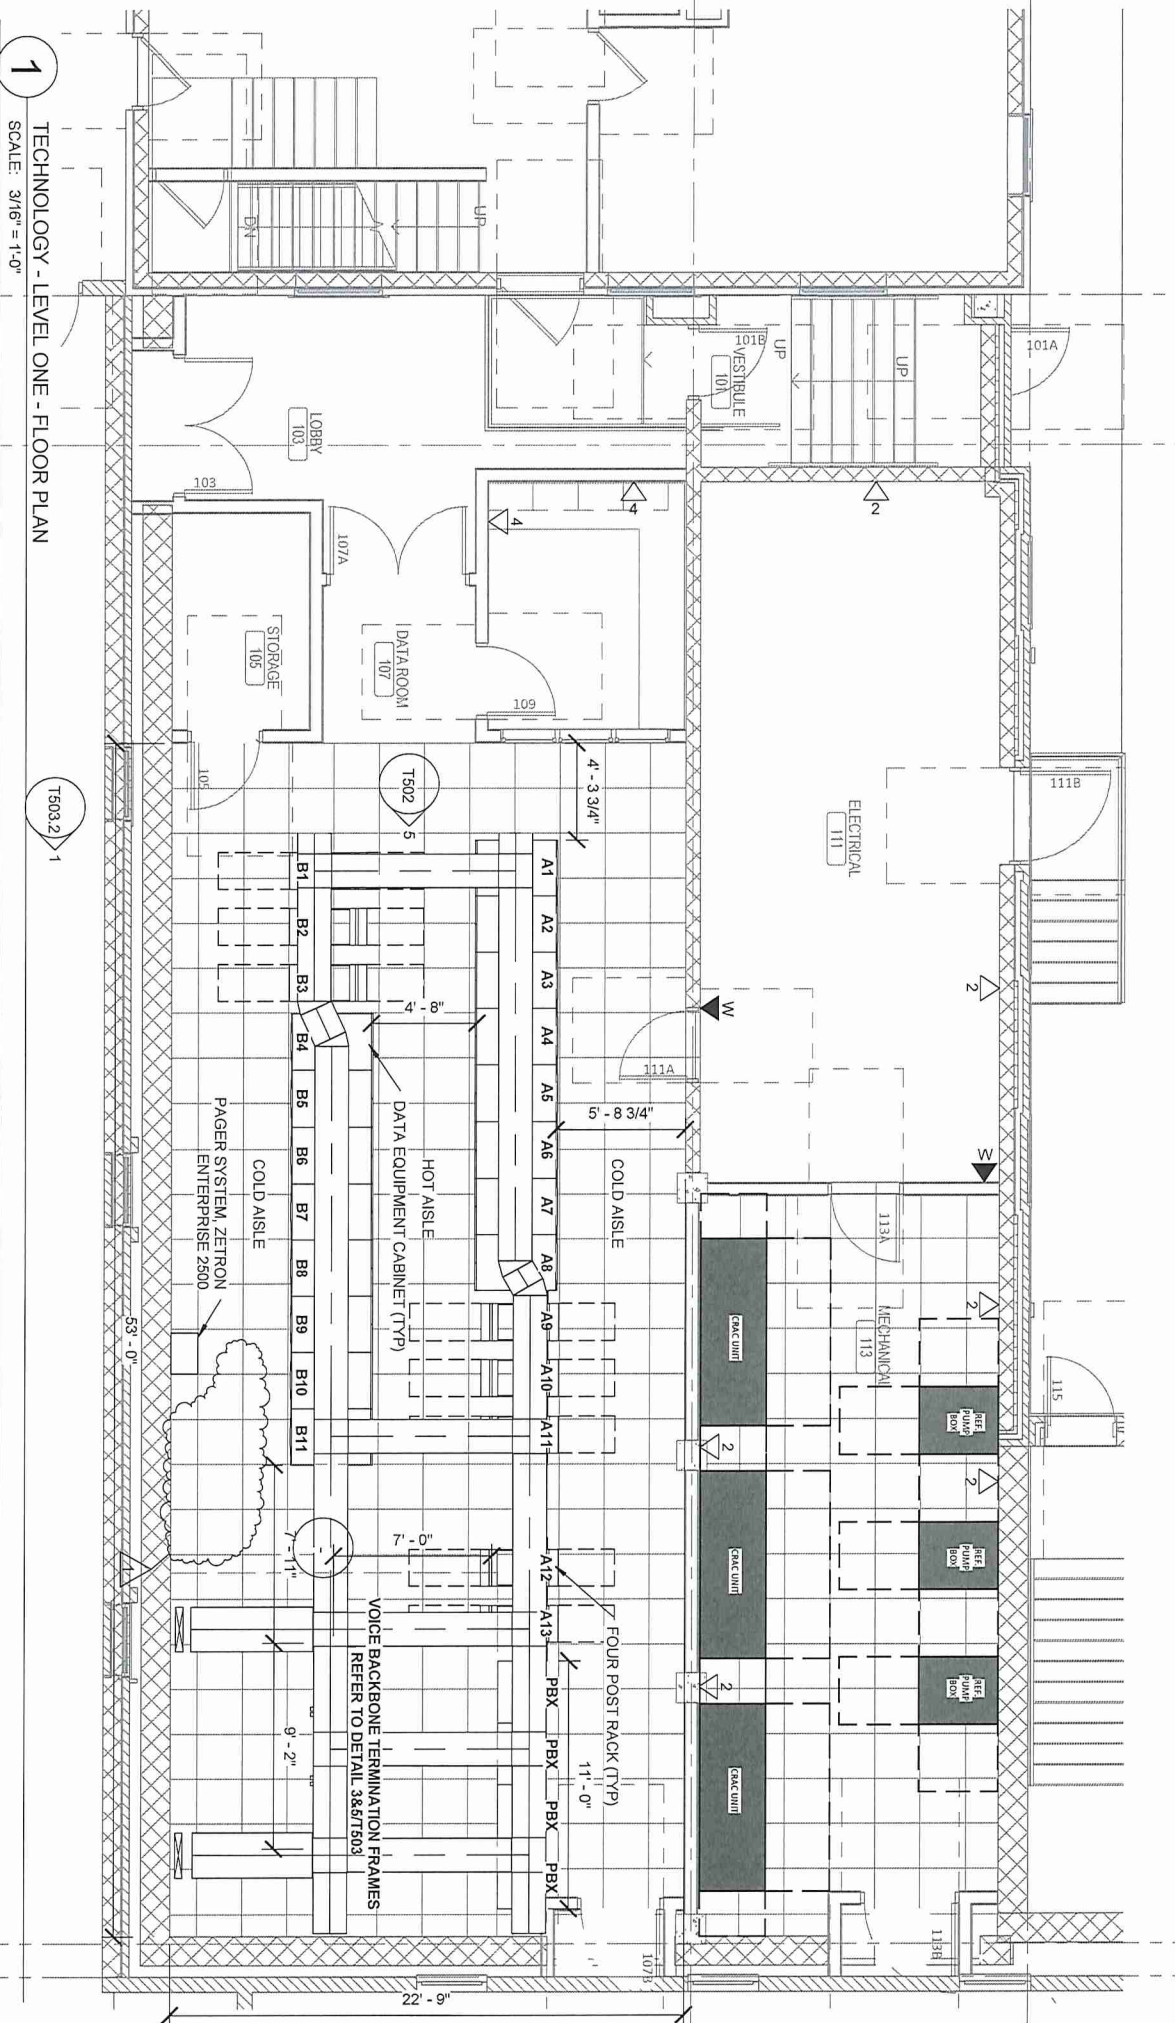 1
TECHNOLOGY - LEVEL ONE - FLOOR PLAN
SCALE: 3/16" = 1'-0"
T503.2
1
UP
DN
101A
UP
UP
101B
VESTIBULE
101
LOBBY
103
103
2
4
4
107A
DATA ROOM
107
109
STORAGE
105
105
111B
ELECTRICAL
111
4' - 3 3/4"
T502
5
A1
A2
A3
A4
A5
A6
A7
A8
A9
A10
A11
A12
A13
PBX
PBX
PBX
PBX
B1
B2
B3
B4
B5
B6
B7
B8
B9
B10
B11
4' - 8"
2
W
111A
5' - 8 3/4"
W
COLD AISLE
HOT AISLE
DATA EQUIPMENT CABINET (TYP)
COLD AISLE
PAGER SYSTEM, ZETRON
ENTERPRISE 2500
53' - 0"
113A
MECHANICAL
113
2
115
CRAC UNIT
CRAC UNIT
CRAC UNIT
REF.
PUMP
BOX
REF.
PUMP
BOX
REF.
PUMP
BOX
2
2
2
7' - 0"
7' - 11"
1
FOUR POST RACK (TYP)
VOICE BACKBONE TERMINATION FRAMES
REFER TO DETAIL 3&5/T503
9' - 2"
11' - 0"
107B
113B
22' - 9"